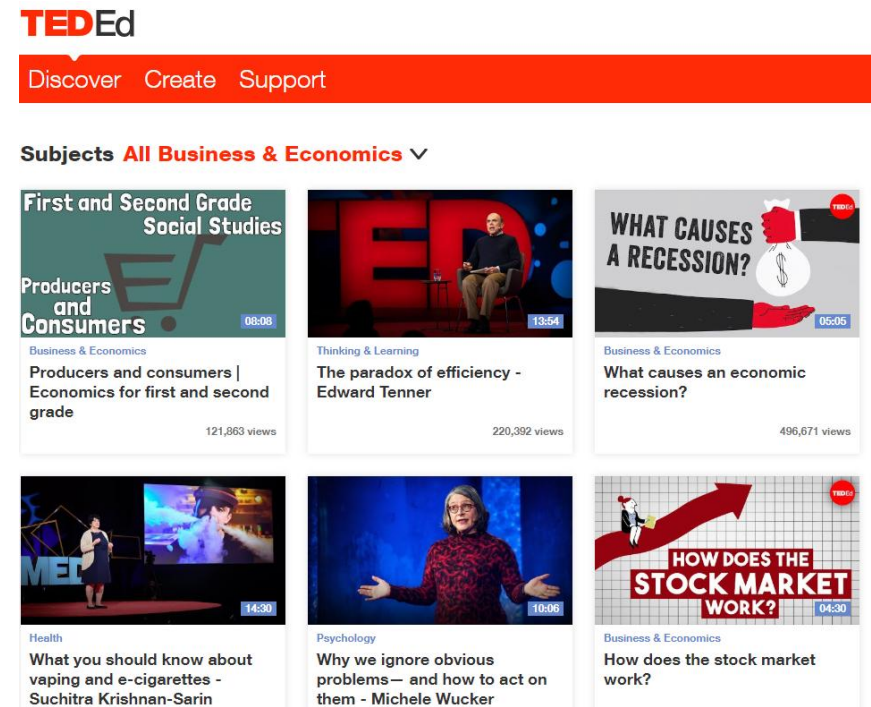 TEDEd
Discover Create Support
Subjects All Business & Economics
First and Second Grade
Social Studies
Producers
and
Consumers
08:08
Business & Economics
Producers and consumers |
Economics for first and second
grade
121,863 views
TED
13:54
Thinking & Learning
The paradox of efficiency -
Edward Tenner
220,392 views
TEDEd
WHAT CAUSES
A RECESSION?
$
05:05
Business & Economics
What causes an economic
recession?
496,671 views
MED
14:30
Health
What you should know about
vaping and e-cigarettes -
Suchitra Krishnan-Sarin
10:06
Psychology
Why we ignore obvious
problems— and how to act on
them - Michele Wucker
TEDEd
HOW DOES THE
STOCK MARKET
WORK?
04:30
Business & Economics
How does the stock market
work?